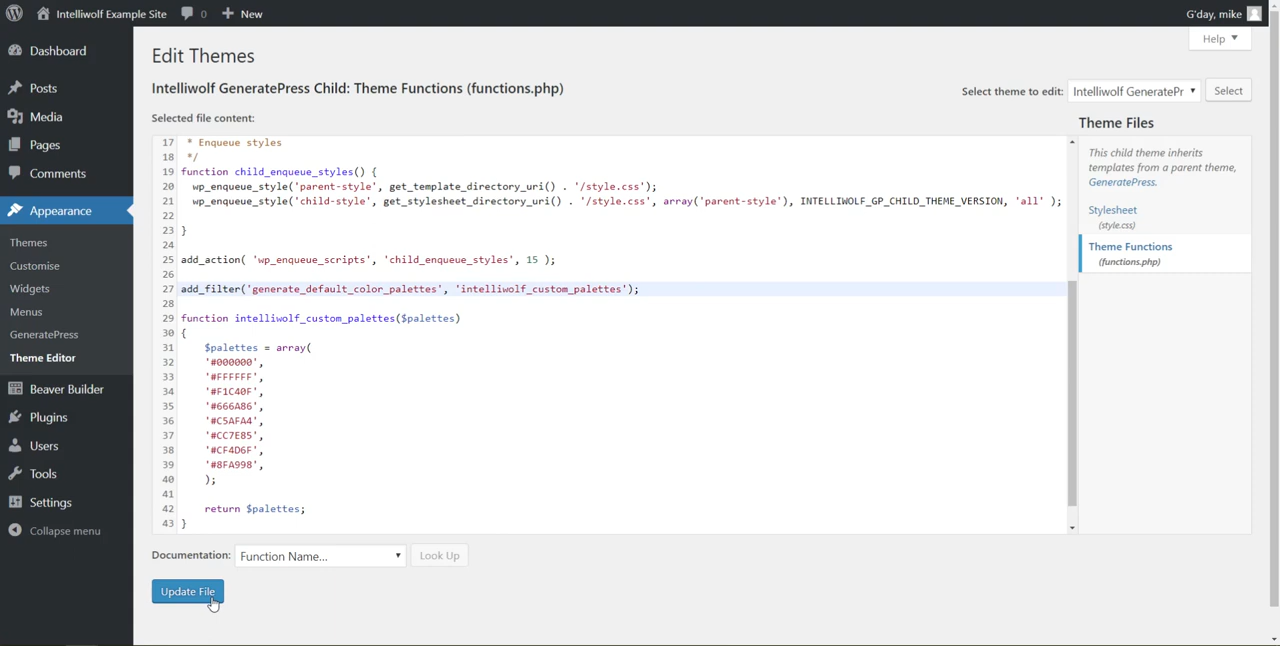 Intelliwolf Example Site
0
New
G'day, mike
Help
Dashboard
Posts
Media
Pages
Comments
Appearance
Themes
Customise
Widgets
Menus
GeneratePress
Theme Editor
Beaver Builder
Plugins
Users
Tools
Settings
Collapse menu
Edit Themes
Intelliwolf GeneratePress Child: Theme Functions (functions.php)
Select theme to edit: Intelliwolf GeneratePr Select
Selected file content:
17 * Enqueue styles
18 */
19 function child_enqueue_styles() {
20 wp_enqueue_style('parent-style', get_template_directory_uri() . '/style.css');
21 wp_enqueue_style('child-style', get_stylesheet_directory_uri() . '/style.css', array('parent-style'), INTELLIWOLF_GP_CHILD_THEME_VERSION, 'all' );
22
23 }
24
25 add_action( 'wp_enqueue_scripts', 'child_enqueue_styles', 15 );
26
27 add_filter('generate_default_color_palettes', 'intelliwolf_custom_palettes');
28
29 function intelliwolf_custom_palettes($palettes)
30 {
31 $palettes = array(
32 '#000000',
33 '#FFFFFF',
34 '#F1C40F',
35 '#666A86',
36 '#C5AFA4',
37 '#CC7E85',
38 '#CF4D6F',
39 '#8FA998',
40 );
41
42 return $palettes;
43 }
Theme Files
This child theme inherits
templates from a parent theme,
GeneratePress.
Stylesheet
(style.css)
Theme Functions
(functions.php)
Documentation: Function Name... Look Up
Update File